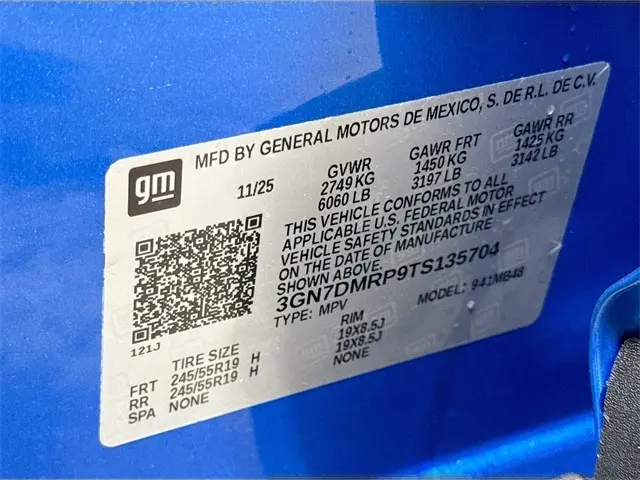 gm
MFD BY GENERAL MOTORS DE MEXICO, S. DE R.L. DE C.V.
11/25
GVWR
2749 KG
6060 LB
GAWR FRT
1450 KG
3197 LB
GAWR RR
1425 KG
3142 LB
THIS VEHICLE CONFORMS TO ALL
APPLICABLE U.S. FEDERAL MOTOR
VEHICLE SAFETY STANDARDS IN EFFECT
ON THE DATE OF MANUFACTURE
SHOWN ABOVE.
3GN7DMRP9TS135704
TYPE: MPV
MODEL: 941MB48
121J
TIRE SIZE
RIM
FRT 245/55R19 H 19X8.5J
RR 245/55R19 H 19X8.5J
SPA NONE NONE